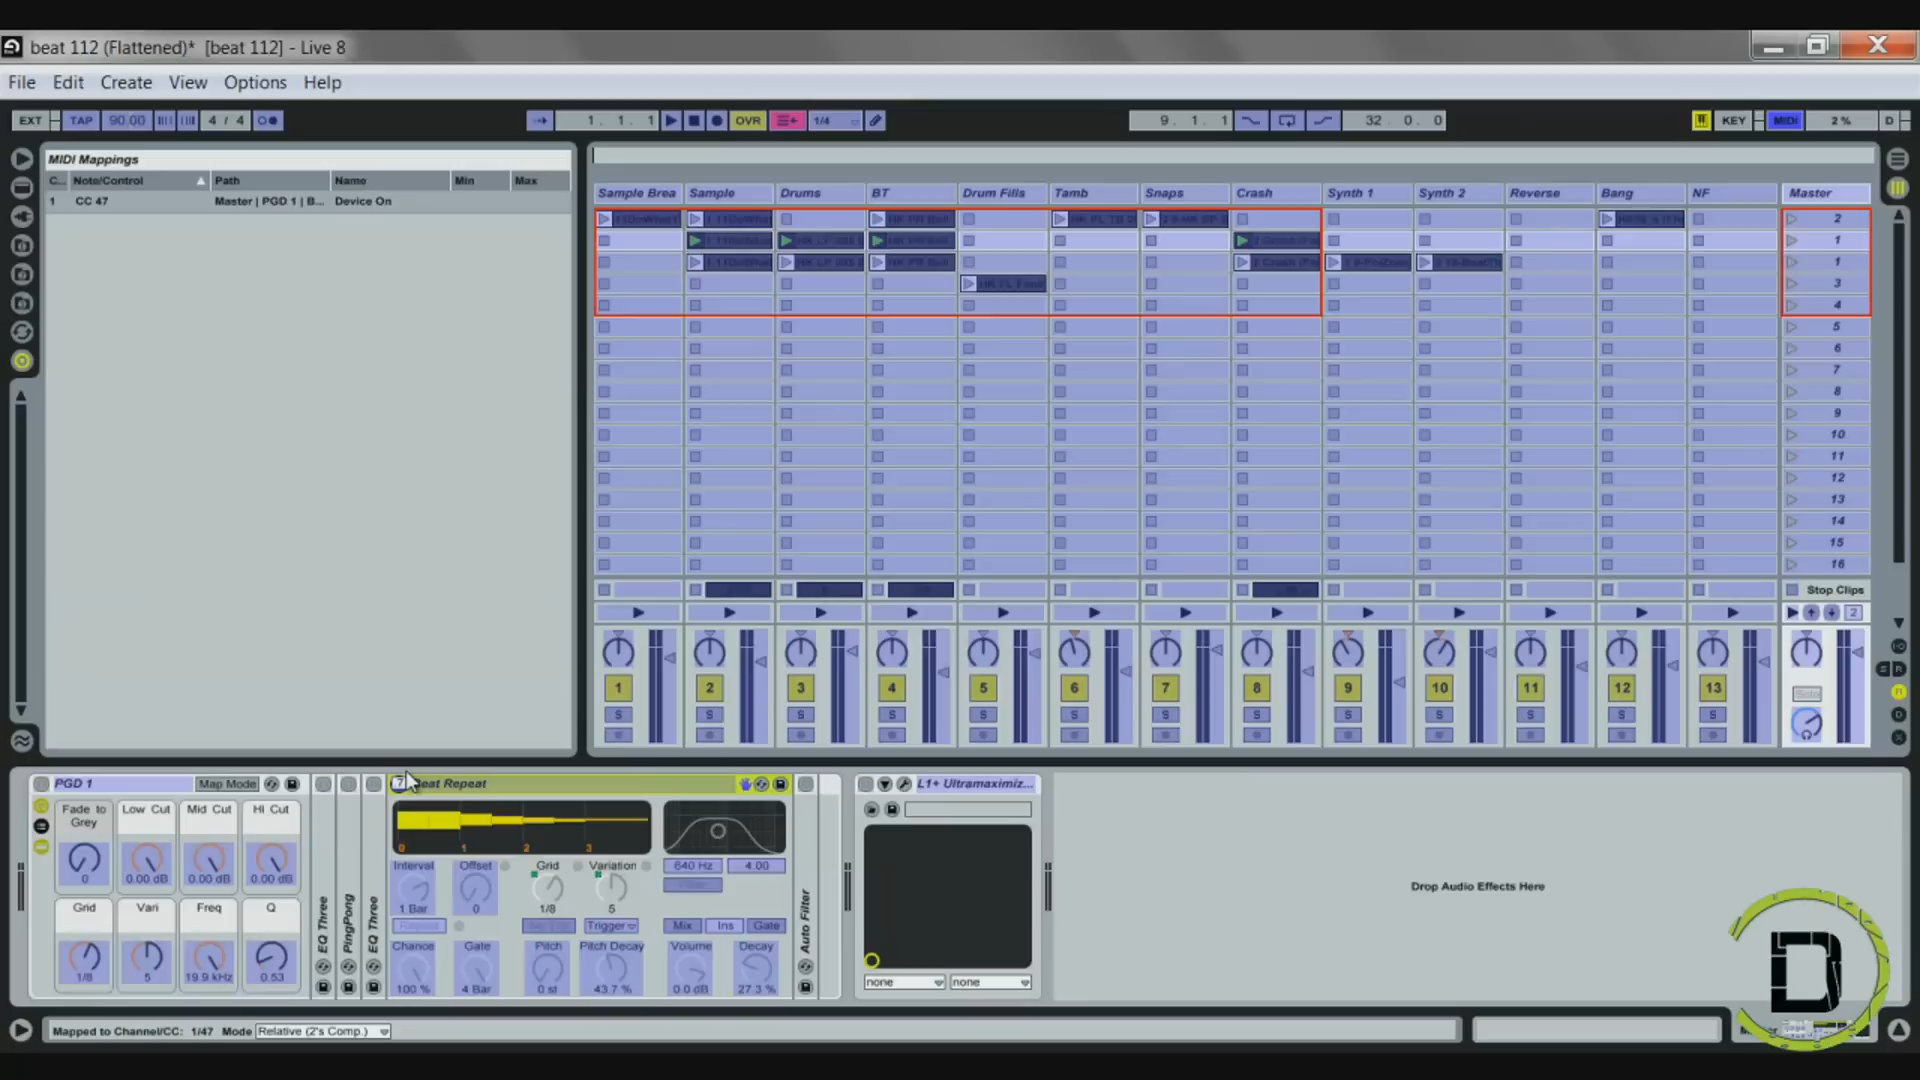 beat 112 (Flattened)* [beat 112] - Live 8
File Edit Create View Options Help
EXT TAP 90.00 4 / 4 1. 1. 1 OVR 1/4 9. 1. 1 32. 0. 0 KEY MIDI 2 % D
MIDI Mappings
C... Note/Control Path Name Min Max
1 CC 47 Master | PGD 1 | B... Device On
Sample Brea Sample Drums BT Drum Fills Tamb Snaps Crash Synth 1 Synth 2 Reverse Bang NF Master
2
1
1
3
4
5
6
7
8
9
10
11
12
13
14
15
16
Stop Clips
2
1 2 3 4 5 6 7 8 9 10 11 12 13
S S S S S S S S S S S S S
Solo
PGD 1 Map Mode
Fade to Grey Low Cut Mid Cut Hi Cut
0 0.00 dB 0.00 dB 0.00 dB
Grid Vari Freq Q
1/8 5 19.9 kHz 0.53
EQ Three
PingPong
EQ Three
Beat Repeat
0 1 2 3
Interval Offset Grid Variation 640 Hz 4.00
Filter
1 Bar 0 1/8 5
Repeat Trigger Mix Ins Gate
Chance Gate Pitch Pitch Decay Volume Decay
100 % 4 Bar 0 st 43.7 % 0.0 dB 27.3 %
Auto Filter
L1+ Ultramaximiz...
none none
Drop Audio Effects Here
D
Mapped to Channel/CC: 1/47 Mode Relative (2's Comp.)